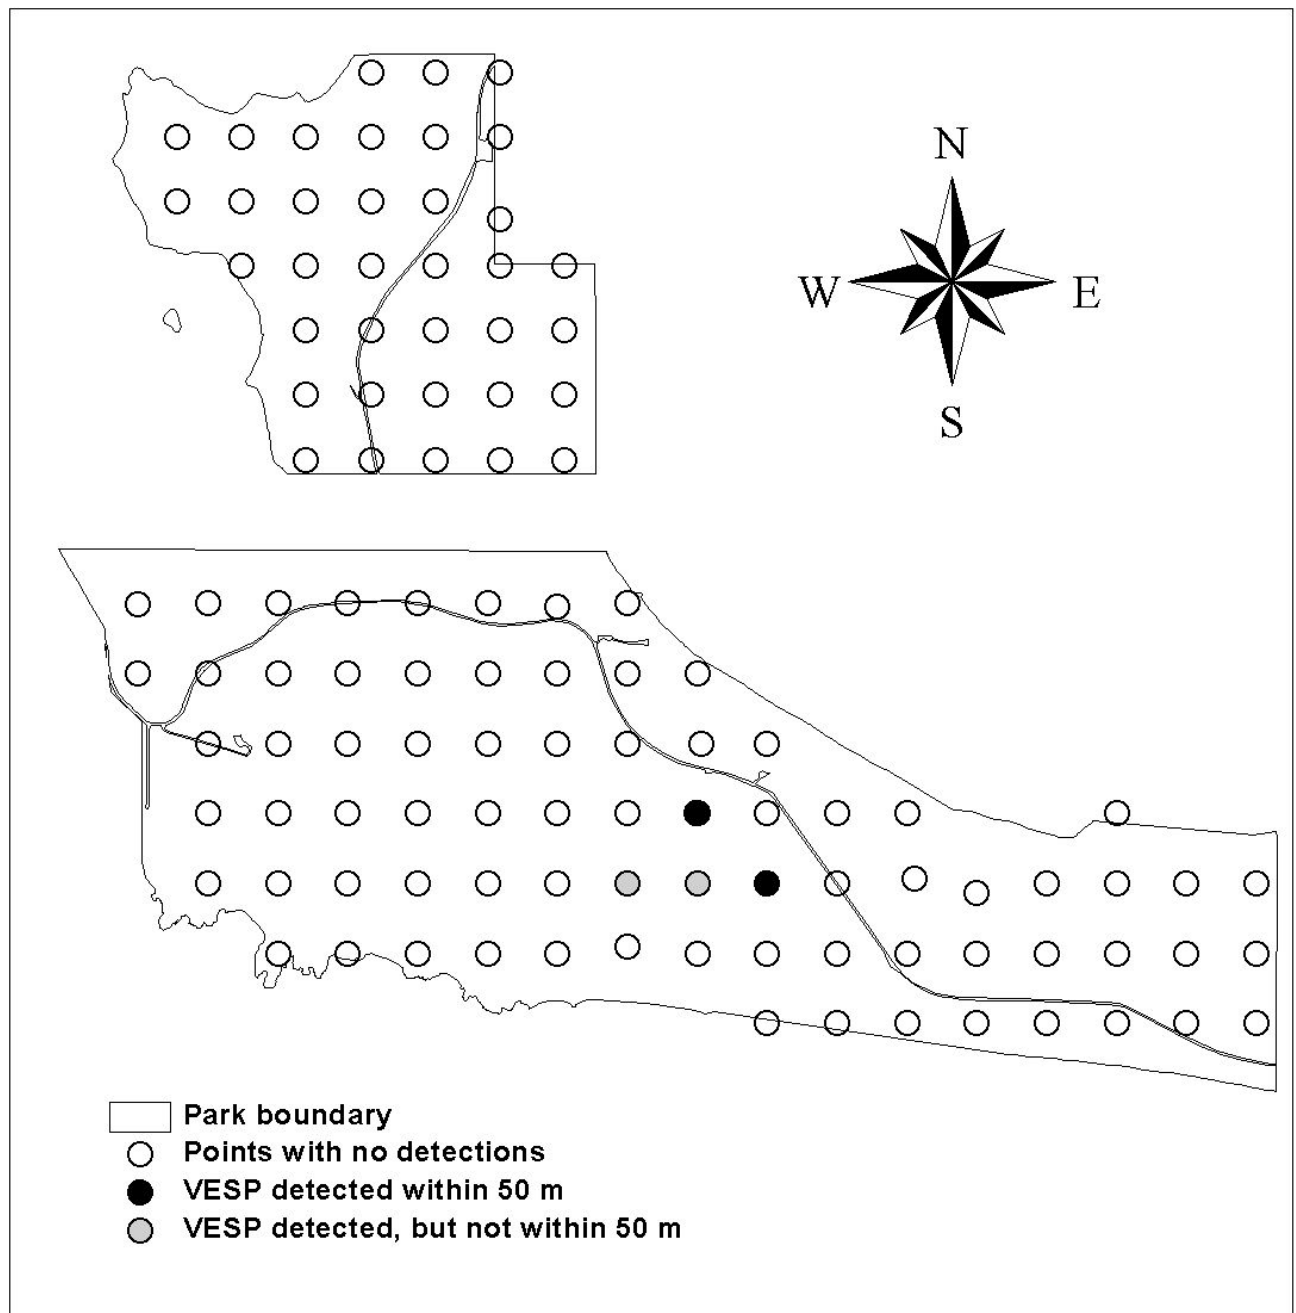 N
W
E
S
Park boundary
Points with no detections
VESP detected within 50 m
VESP detected, but not within 50 m